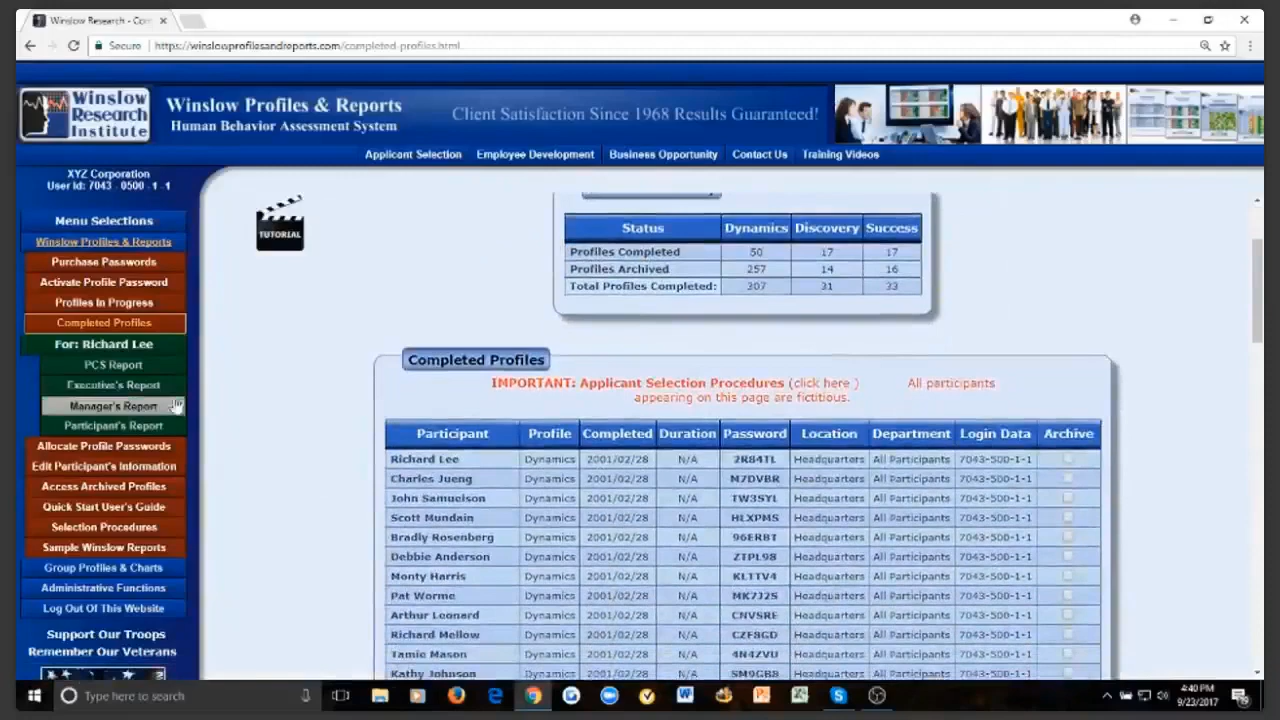 Winslow Research - Com
Secure
https://winslowprofilesandreports.com/completed-profiles.html
Winslow Research Institute
Winslow Profiles & Reports
Human Behavior Assessment System
Client Satisfaction Since 1968 Results Guaranteed!
Applicant Selection Employee Development Business Opportunity Contact Us Training Videos
XYZ Corporation
User Id: 7043 - 0500 - 1 - 1
Menu Selections
Winslow Profiles & Reports
Purchase Passwords
Activate Profile Password
Profiles In Progress
Completed Profiles
For: Richard Lee
PCS Report
Executive's Report
Manager's Report
Participant's Report
Allocate Profile Passwords
Edit Participant's Information
Access Archived Profiles
Quick Start User's Guide
Selection Procedures
Sample Winslow Reports
Group Profiles & Charts
Administrative Functions
Log Out Of This Website
Support Our Troops
Remember Our Veterans
TUTORIAL
Status Dynamics Discovery Success
Profiles Completed 50 17 17
Profiles Archived 257 14 16
Total Profiles Completed: 307 31 33
Completed Profiles
IMPORTANT: Applicant Selection Procedures (click here ) All participants
appearing on this page are fictitious.
Participant Profile Completed Duration Password Location Department Login Data Archive
Richard Lee Dynamics 2001/02/28 N/A 2R84TL Headquarters All Participants 7043-500-1-1
Charles Jueng Dynamics 2001/02/28 N/A M7DVBR Headquarters All Participants 7043-500-1-1
John Samuelson Dynamics 2001/02/28 N/A TW3SYL Headquarters All Participants 7043-500-1-1
Scott Mundain Dynamics 2001/02/28 N/A HLXPMS Headquarters All Participants 7043-500-1-1
Bradly Rosenberg Dynamics 2001/02/28 N/A 96ERBT Headquarters All Participants 7043-500-1-1
Debbie Anderson Dynamics 2001/02/28 N/A ZTPL98 Headquarters All Participants 7043-500-1-1
Monty Harris Dynamics 2001/02/28 N/A KLTTV4 Headquarters All Participants 7043-500-1-1
Pat Worme Dynamics 2001/02/28 N/A MK7J2S Headquarters All Participants 7043-500-1-1
Arthur Leonard Dynamics 2001/02/28 N/A CNVSRE Headquarters All Participants 7043-500-1-1
Richard Mellow Dynamics 2001/02/28 N/A CZF8GD Headquarters All Participants 7043-500-1-1
Tamie Mason Dynamics 2001/02/28 N/A 4N4ZVU Headquarters All Participants 7043-500-1-1
Kathy Johnson Dynamics 2001/02/28 N/A SM9GB8 Headquarters All Participants 7043-500-1-1
Type here to search
4:40 PM
9/23/2017